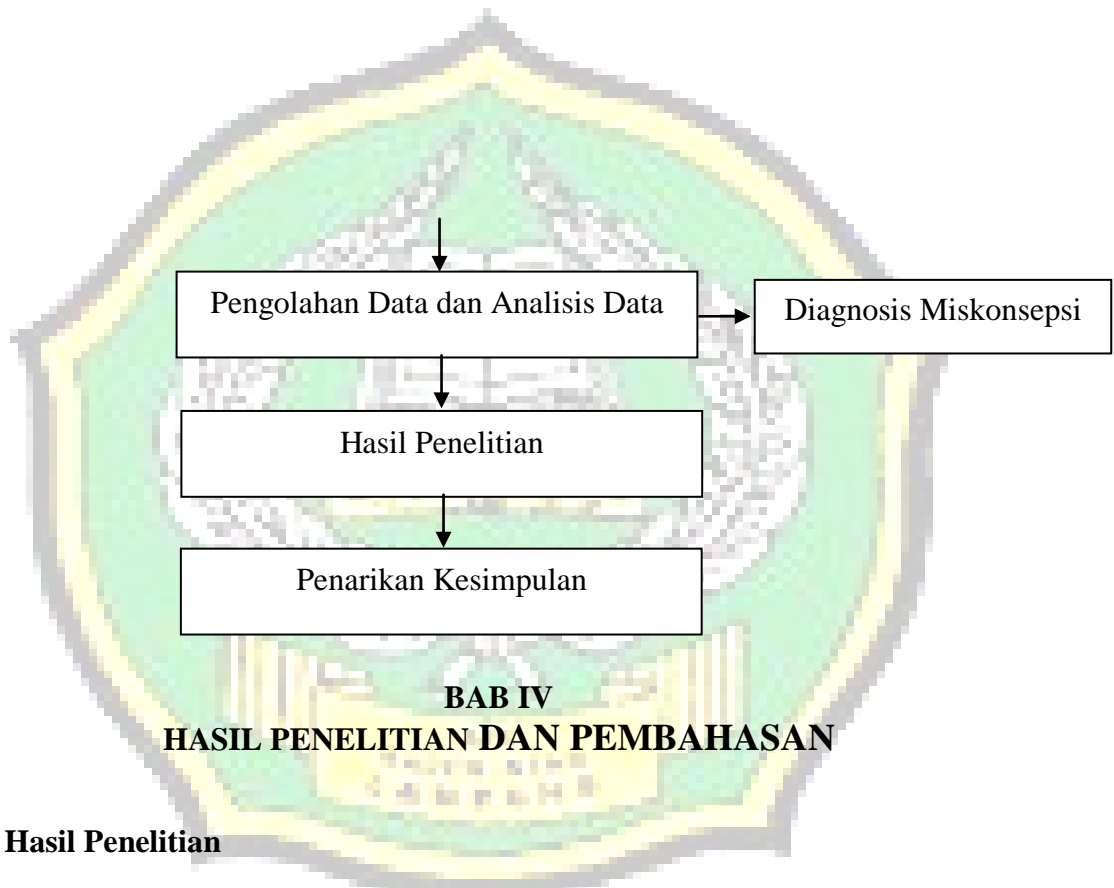 Pengolahan Data dan Analisis Data
Diagnosis Miskonsepsi
Hasil Penelitian
Penarikan Kesimpulan
BAB IV
HASIL PENELITIAN DAN PEMBAHASAN
Hasil Penelitian